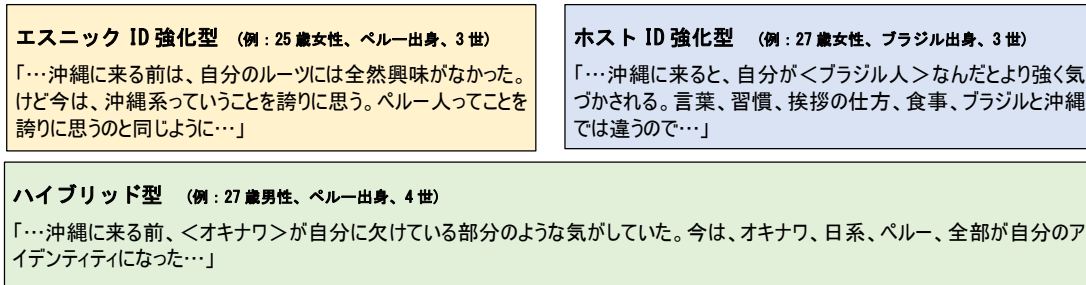 エスニック ID 強化型 (例:25 歳女性、ペルー出身、3 世)
「…沖縄に来る前は、自分のルーツには全然興味がなかった。
けど今は、沖縄系っていうことを誇りに思う。ペルー人ってことを
誇りに思うのと同じように…」
ホスト ID 強化型 (例:27 歳女性、ブラジル出身、3 世)
「…沖縄に来ると、自分が<ブラジル人>なんだとより強く気
づかされる。言葉、習慣、挨拶の仕方、食事、ブラジルと沖縄
では違うので…」
ハイブリッド型 (例:27 歳男性、ペルー出身、4 世)
「…沖縄に来る前、<オキナワ>が自分に欠けている部分のような気がしていた。今は、オキナワ、日系、ペルー、全部が自分のア
イデンティティになった…」